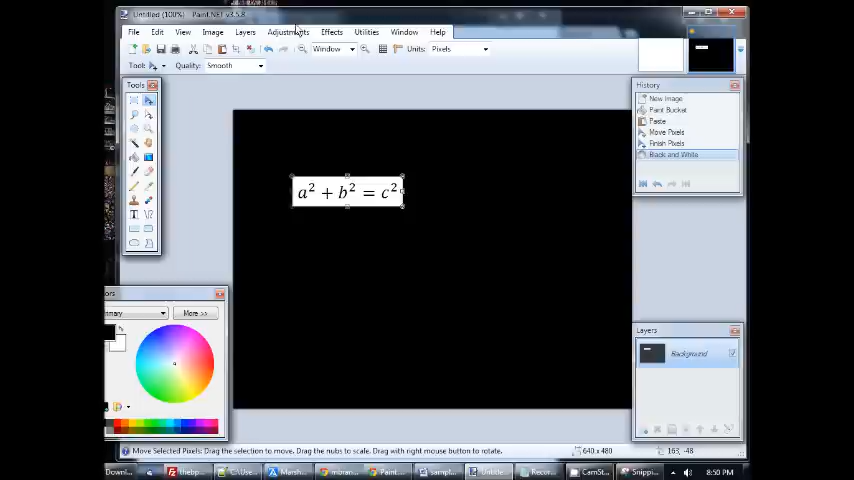 Untitled (100%) Paint.NET v3.5.8
File Edit View Image Layers Adjustments Effects Utilities Window Help
Window Units: Pixels
Tool: Quality: Smooth
Tools
History
New Image
Paint Bucket
Paste
Move Pixels
Finish Pixels
Black and White
a² + b² = c²
More >>
Layers
Background
Move Selected Pixels: Drag the selection to move. Drag the nubs to scale. Drag with right mouse button to rotate. 640 x 480 163, -48
8:50 PM